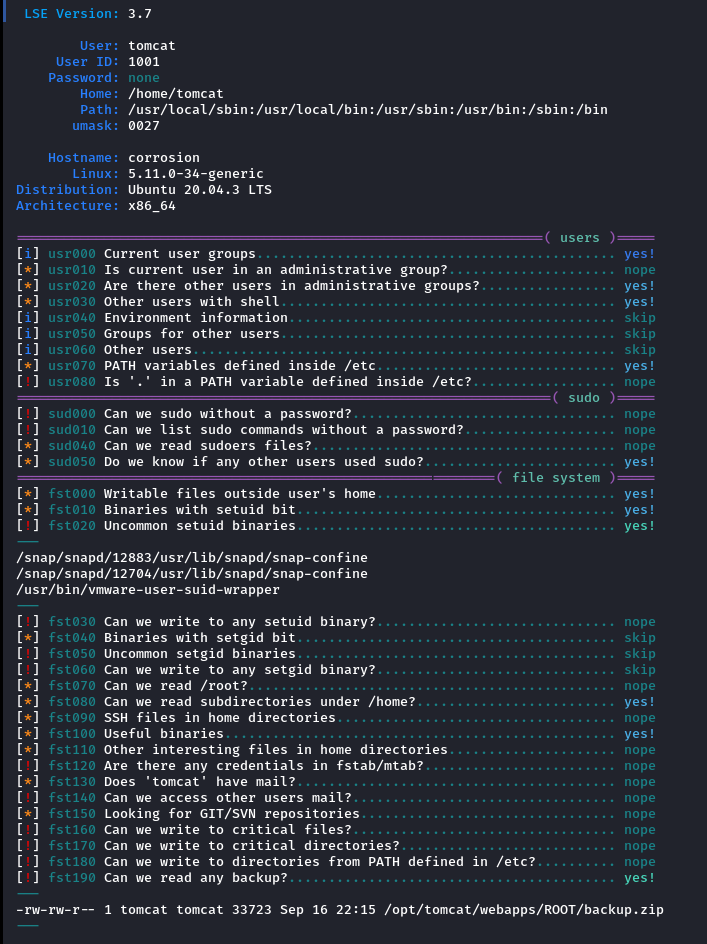 LSE Version: 3.7
User: tomcat
User ID: 1001
Password: none
Home: /home/tomcat
Path: /usr/local/sbin:/usr/local/bin:/usr/sbin:/usr/bin:/sbin:/bin
umask: 0027
Hostname: corrosion
Linux: 5.11.0-34-generic
Distribution: Ubuntu 20.04.3 LTS
Architecture: x86_64
=====================================================================( users )=====
[i] usr000 Current user groups............................................. yes!
[*] usr010 Is current user in an administrative group?..................... nope
[*] usr020 Are there other users in administrative groups?................. yes!
[*] usr030 Other users with shell.......................................... yes!
[i] usr040 Environment information......................................... skip
[i] usr050 Groups for other users.......................................... skip
[i] usr060 Other users..................................................... skip
[*] usr070 PATH variables defined inside /etc.............................. yes!
[!] usr080 Is '.' in a PATH variable defined inside /etc?.................. nope
======================================================================( sudo )=====
[!] sud000 Can we sudo without a password?................................. nope
[!] sud010 Can we list sudo commands without a password?................... nope
[*] sud040 Can we read sudoers files?...................................... nope
[*] sud050 Do we know if any other users used sudo?........................ yes!
===============================================================( file system )=====
[*] fst000 Writable files outside user's home.............................. yes!
[*] fst010 Binaries with setuid bit........................................ yes!
[!] fst020 Uncommon setuid binaries........................................ yes!
---
/snap/snapd/12883/usr/lib/snapd/snap-confine
/snap/snapd/12704/usr/lib/snapd/snap-confine
/usr/bin/vmware-user-suid-wrapper
---
[!] fst030 Can we write to any setuid binary?.............................. nope
[*] fst040 Binaries with setgid bit........................................ skip
[!] fst050 Uncommon setgid binaries........................................ skip
[!] fst060 Can we write to any setgid binary?.............................. skip
[*] fst070 Can we read /root?.............................................. nope
[*] fst080 Can we read subdirectories under /home?......................... yes!
[*] fst090 SSH files in home directories................................... nope
[*] fst100 Useful binaries................................................. yes!
[*] fst110 Other interesting files in home directories..................... nope
[!] fst120 Are there any credentials in fstab/mtab?........................ nope
[*] fst130 Does 'tomcat' have mail?........................................ nope
[!] fst140 Can we access other users mail?................................. nope
[*] fst150 Looking for GIT/SVN repositories................................ nope
[!] fst160 Can we write to critical files?................................. nope
[!] fst170 Can we write to critical directories?........................... nope
[!] fst180 Can we write to directories from PATH defined in /etc?.......... nope
[!] fst190 Can we read any backup?......................................... yes!
---
-rw-rw-r-- 1 tomcat tomcat 33723 Sep 16 22:15 /opt/tomcat/webapps/ROOT/backup.zip
---